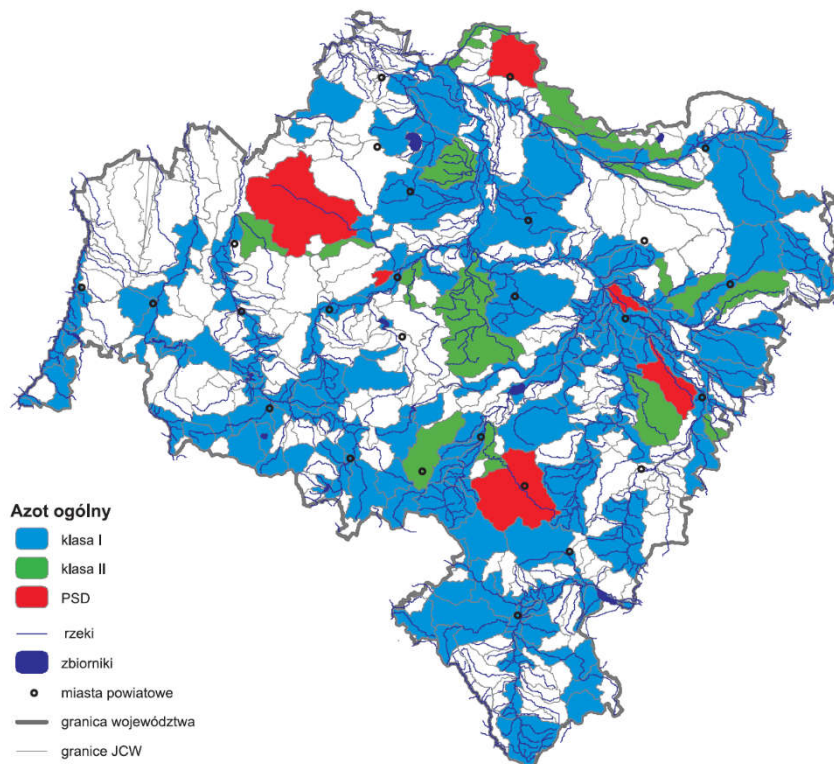 Azot ogólny
klasa I
klasa II
PSD
rzeki
zbiorniki
miasta powiatowe
granica województwa
granice JCW